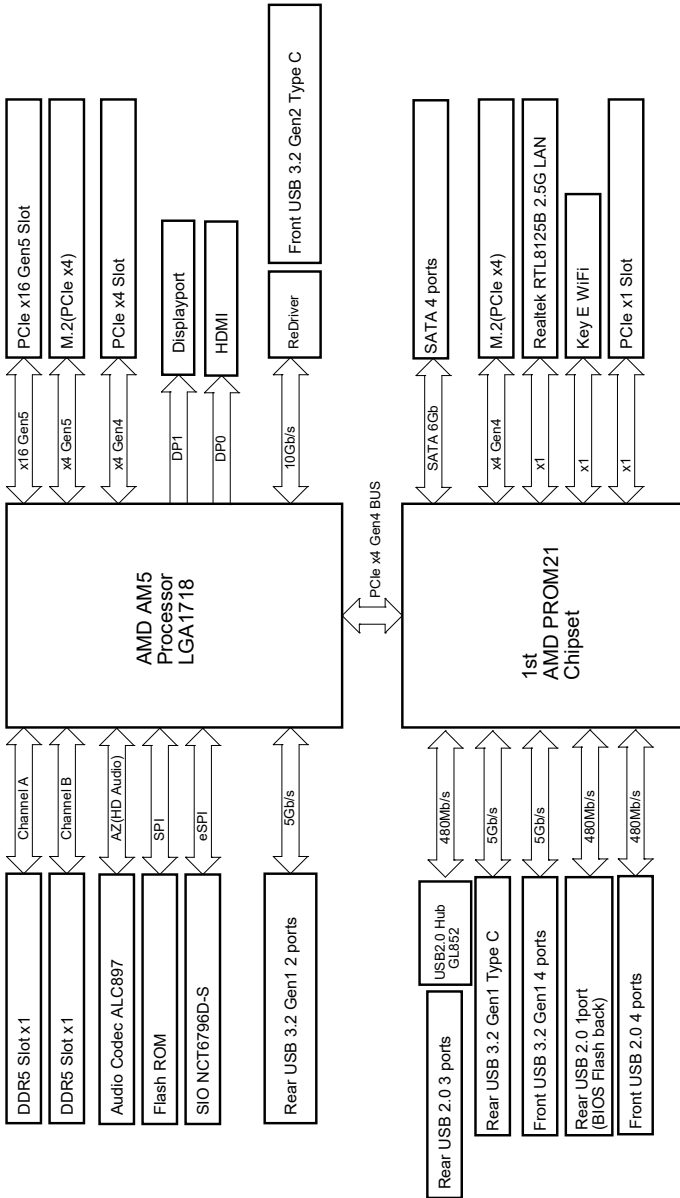 PCIe x16 Gen5 Slot
M.2(PCIe x4)
PCIe x4 Slot
Displayport
HDMI
ReDriver
Front USB 3.2 Gen2 Type C
x16 Gen5
x4 Gen5
x4 Gen4
DP1
DP0
10Gb/s
AMD AM5
Processor
LGA1718
Channel A
Channel B
AZ(HD Audio)
SPI
eSPI
5Gb/s
DDR5 Slot x1
DDR5 Slot x1
Audio Codec ALC897
Flash ROM
SIO NCT6796D-S
Rear USB 3.2 Gen1 2 ports
PCIe x4 Gen4 BUS
SATA 4 ports
M.2(PCIe x4)
Realtek RTL8125B 2.5G LAN
Key E WiFi
PCIe x1 Slot
SATA 6Gb
x4 Gen4
x1
x1
x1
1st
AMD PROM21
Chipset
480Mb/s
5Gb/s
5Gb/s
480Mb/s
480Mb/s
USB2.0 Hub
GL852
Rear USB 2.0 3 ports
Rear USB 3.2 Gen1 Type C
Front USB 3.2 Gen1 4 ports
Rear USB 2.0 1port
(BIOS Flash back)
Front USB 2.0 4 ports